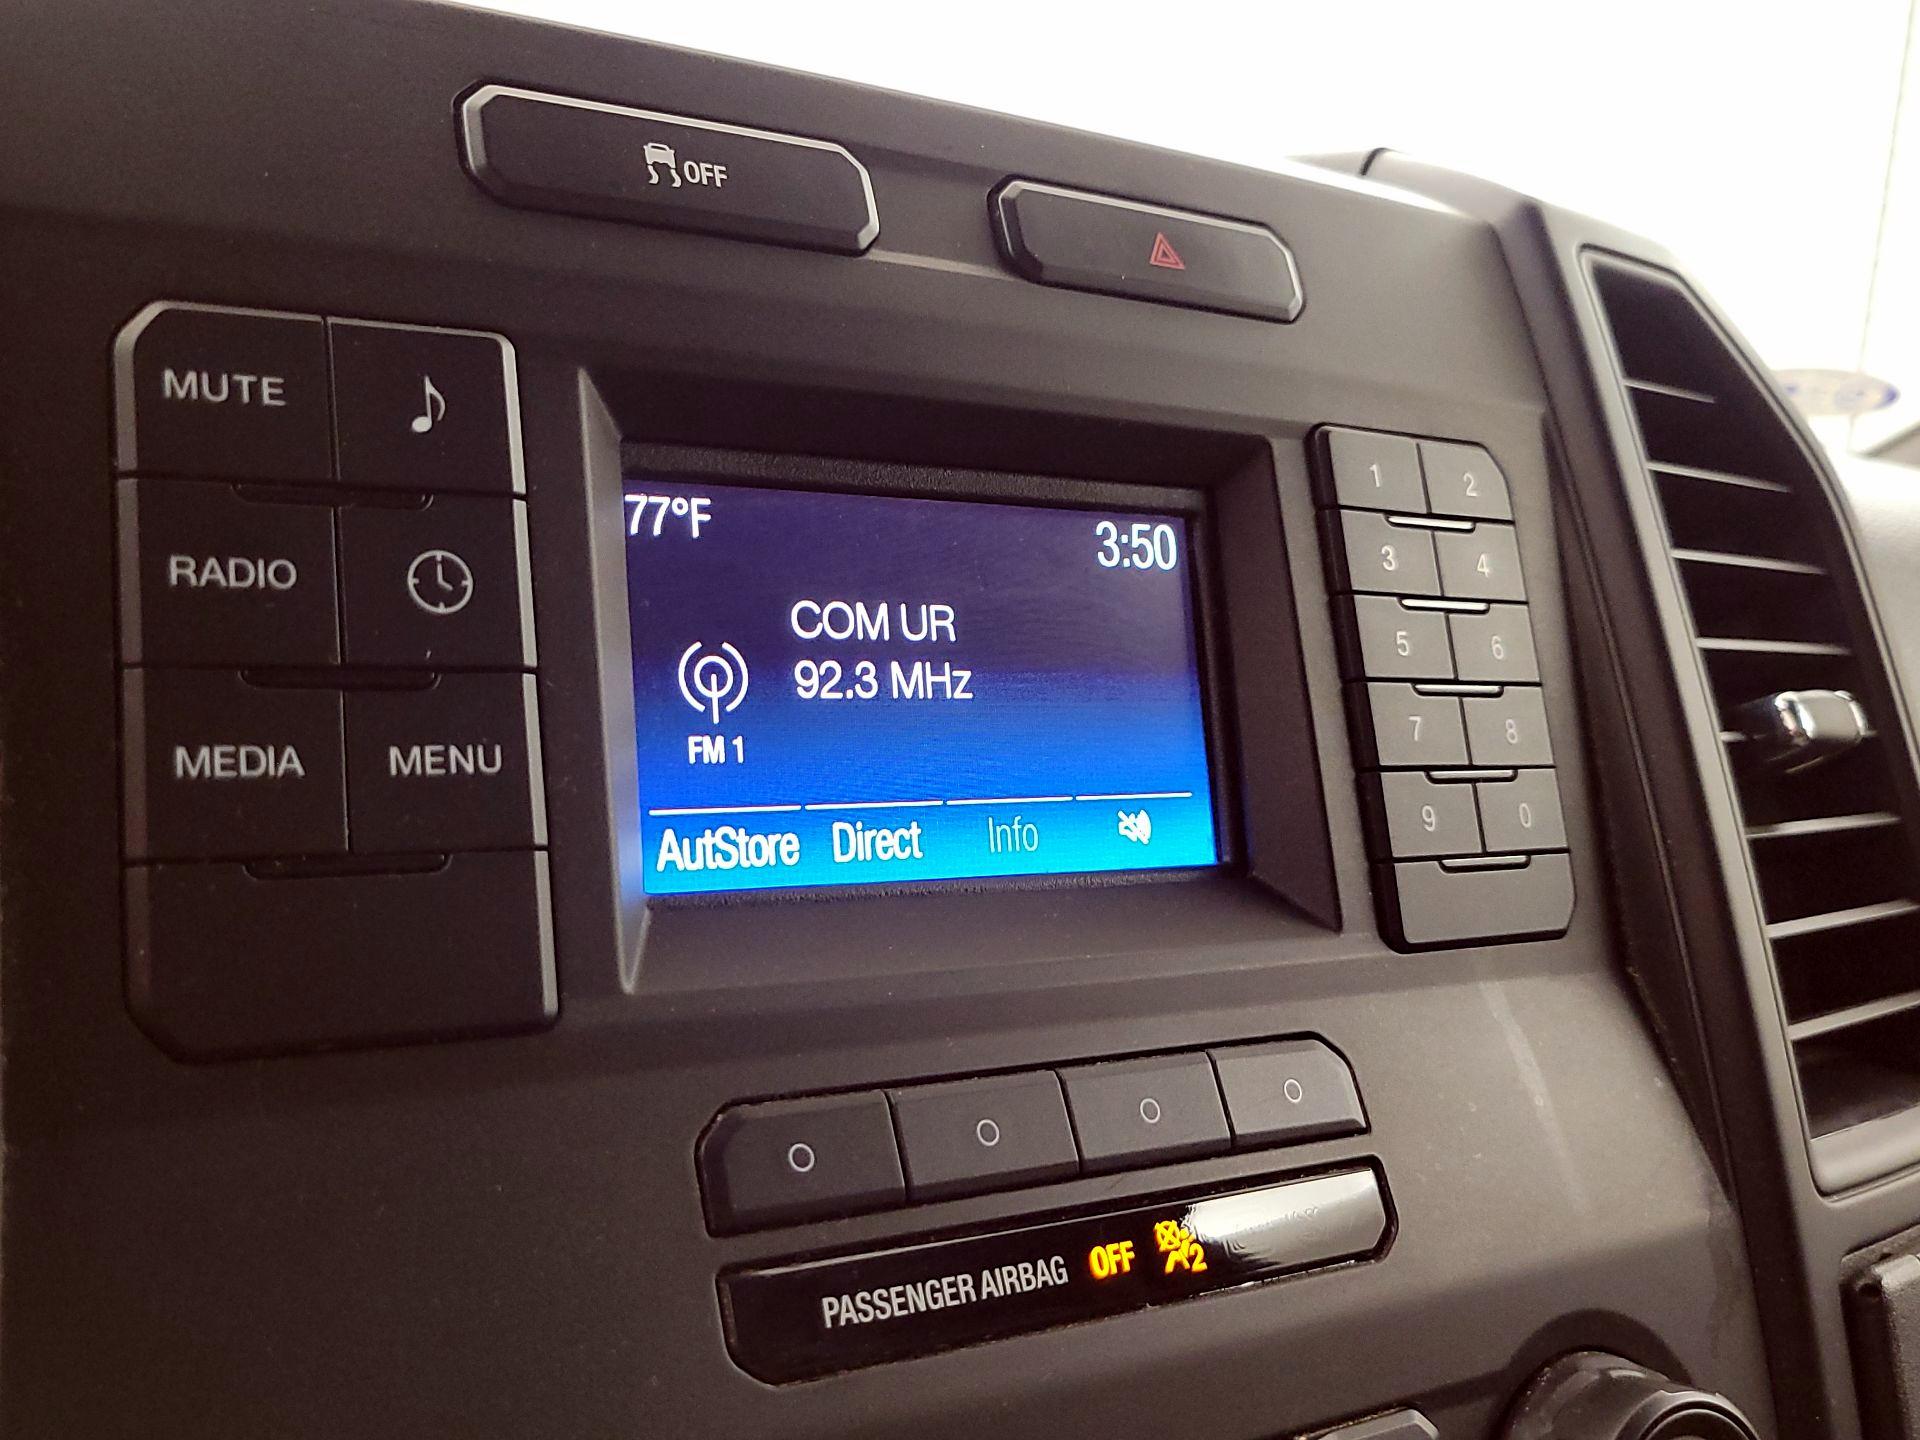 OFF
MUTE
RADIO
MEDIA MENU
77°F
3:50
COM UR
92.3 MHz
FM 1
AutStore Direct Info
1 2
3 4
5 6
7 8
9 0
PASSENGER AIRBAG OFF 2